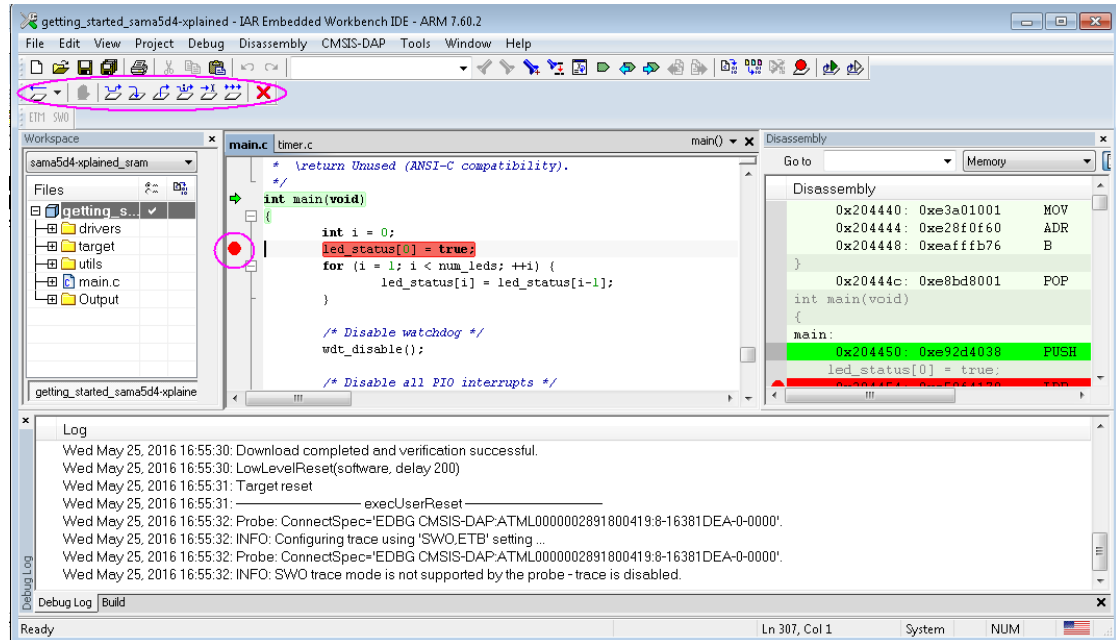 getting_started_sama5d4-xplained - IAR Embedded Workbench IDE - ARM 7.60.2
File Edit View Project Debug Disassembly CMSIS-DAP Tools Window Help
ETM SWO
Workspace
sama5d4-xplained_sram
Files
getting_s...
drivers
target
utils
main.c
Output
getting_started_sama5d4-xplaine
main.c timer.c main()
* \return Unused (ANSI-C compatibility).
*/
int main(void)
{
int i = 0;
led_status[0] = true;
for (i = 1; i < num_leds; ++i) {
led_status[i] = led_status[i-1];
}
/* Disable watchdog */
wdt_disable();
/* Disable all PIO interrupts */
Disassembly
Go to Memory
Disassembly
0x204440: 0xe3a01001 MOV
0x204444: 0xe28f0f60 ADR
0x204448: 0xeafffb76 B
}
0x20444c: 0xe8bd8001 POP
int main(void)
{
main:
0x204450: 0xe92d4038 PUSH
led_status[0] = true;
Log
Wed May 25, 2016 16:55:30: Download completed and verification successful.
Wed May 25, 2016 16:55:30: LowLevelReset(software, delay 200)
Wed May 25, 2016 16:55:31: Target reset
Wed May 25, 2016 16:55:31: ——————— execUserReset ———————
Wed May 25, 2016 16:55:32: Probe: ConnectSpec='EDBG CMSIS-DAP:ATML0000002891800419:8-16381DEA-0-0000'.
Wed May 25, 2016 16:55:32: INFO: Configuring trace using 'SWO,ETB' setting ...
Wed May 25, 2016 16:55:32: Probe: ConnectSpec='EDBG CMSIS-DAP:ATML0000002891800419:8-16381DEA-0-0000'.
Wed May 25, 2016 16:55:32: INFO: SWO trace mode is not supported by the probe - trace is disabled.
Debug Log
Debug Log Build
Ready Ln 307, Col 1 System NUM